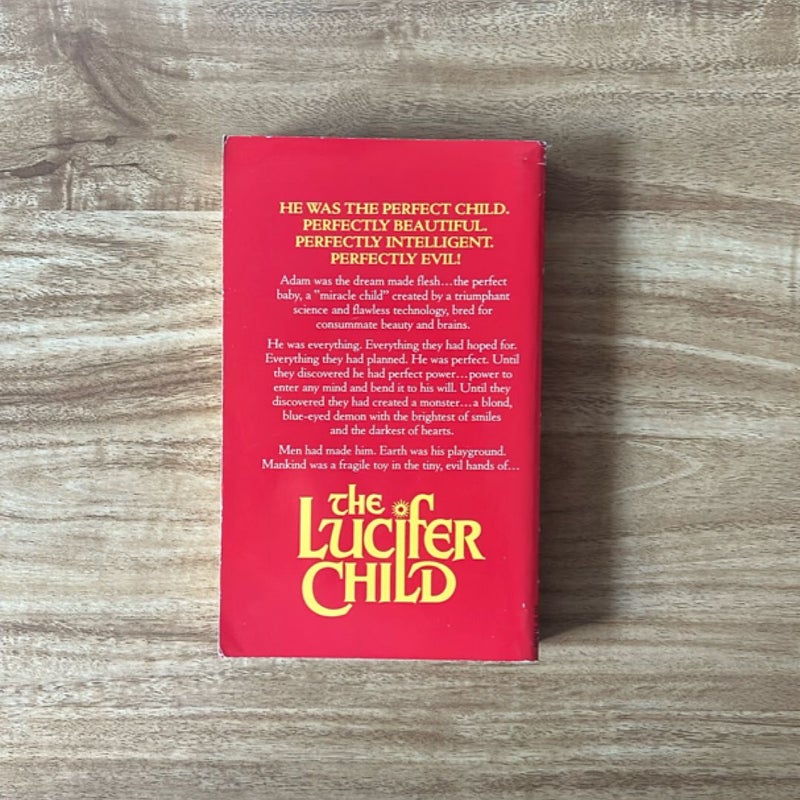 HE WAS THE PERFECT CHILD.
PERFECTLY BEAUTIFUL.
PERFECTLY INTELLIGENT.
PERFECTLY EVIL!
Adam was the dream made flesh...the perfect
baby, a "miracle child" created by a triumphant
science and flawless technology, bred for
consummate beauty and brains.
He was everything. Everything they had hoped for.
Everything they had planned. He was perfect. Until
they discovered he had perfect power...power to
enter any mind and bend it to his will. Until they
discovered they had created a monster...a blond,
blue-eyed demon with the brightest of smiles
and the darkest of hearts.
Men had made him. Earth was his playground.
Mankind was a fragile toy in the tiny, evil hands of...
THE
LUCIFER
CHILD